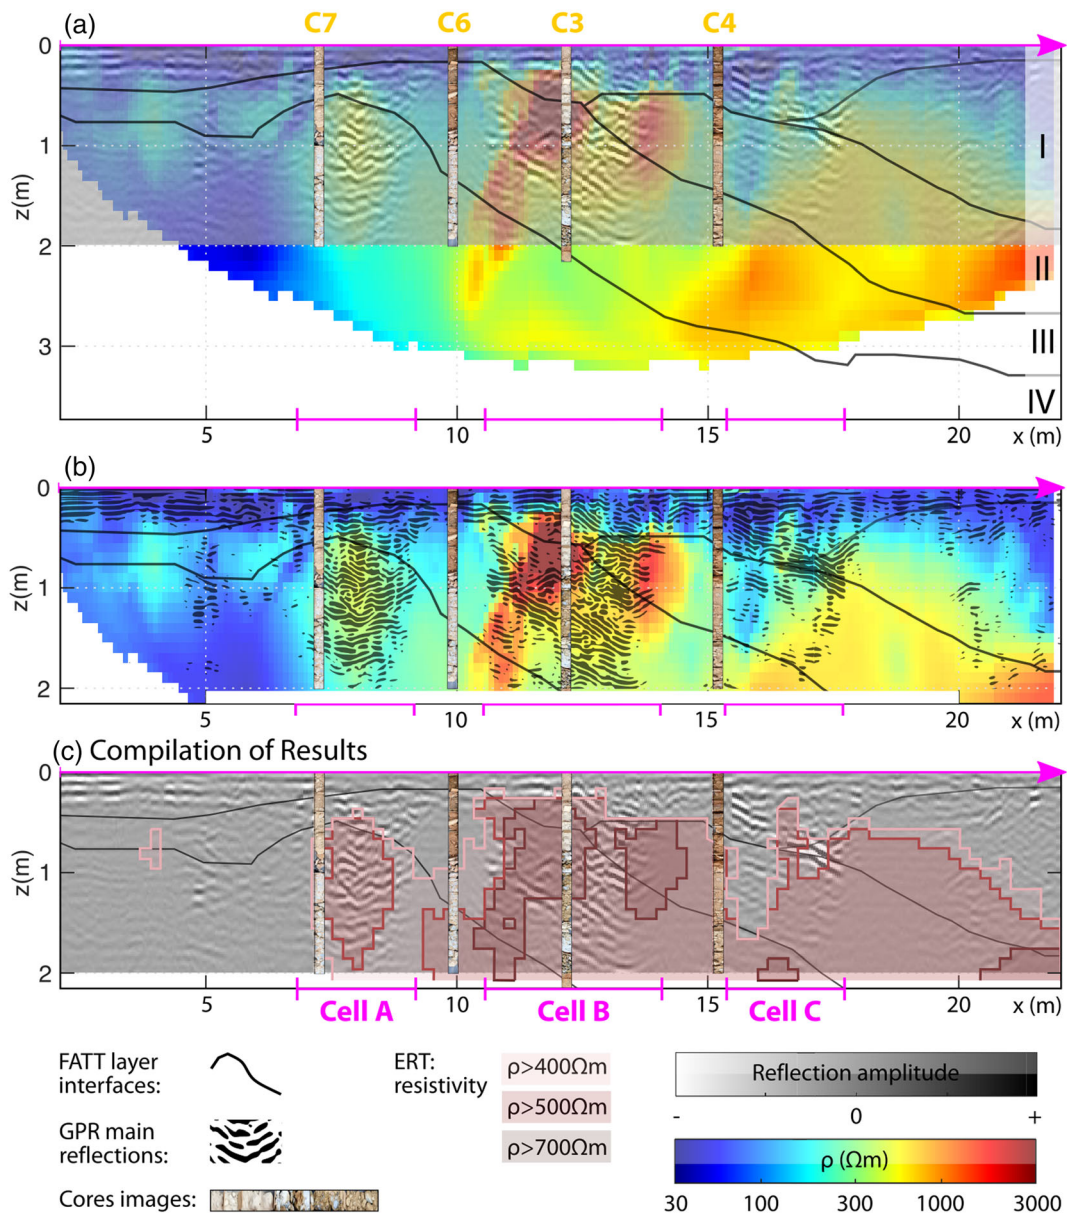 (a) C7 C6 C3 C4
0
1
2
3
z(m)
I
II
III
IV
5 10 15 20 x (m)
(b)
0
1
2
z(m)
5 10 15 20 x (m)
(c) Compilation of Results
0
1
2
z(m)
5 10 15 20 x (m)
Cell A Cell B Cell C
FATT layer
interfaces:
GPR main
reflections:
Cores images:
ERT:
resistivity
ρ>400Ωm
ρ>500Ωm
ρ>700Ωm
Reflection amplitude
- 0 +
ρ (Ωm)
30 100 300 1000 3000